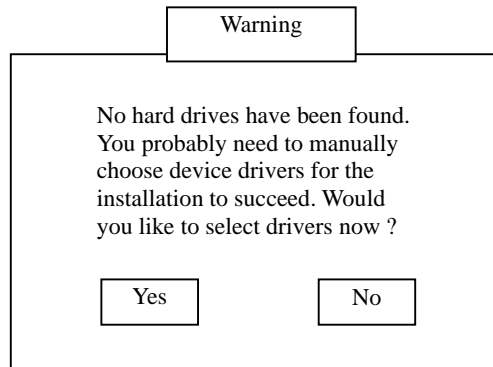 Warning
No hard drives have been found.
You probably need to manually
choose device drivers for the
installation to succeed. Would
you like to select drivers now ?
Yes
No